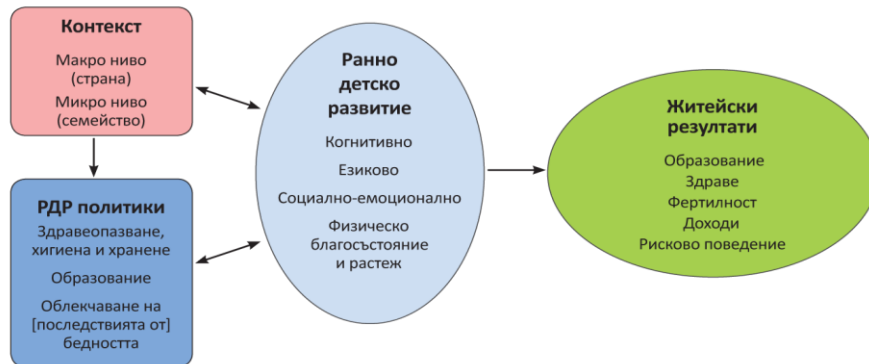 Контекст
Макро ниво
(страна)
Микро ниво
(семейство)
РДР политики
Здравеопазване,
хигиена и хранене
Образование
Облекчаване на
[последствията от]
бедността
Ранно
детско
развитие
Когнитивно
Езиково
Социално-емоционално
Физическо
благосъстояние
и растеж
Житейски
резултати
Образование
Здраве
Фертилност
Доходи
Рисково поведение